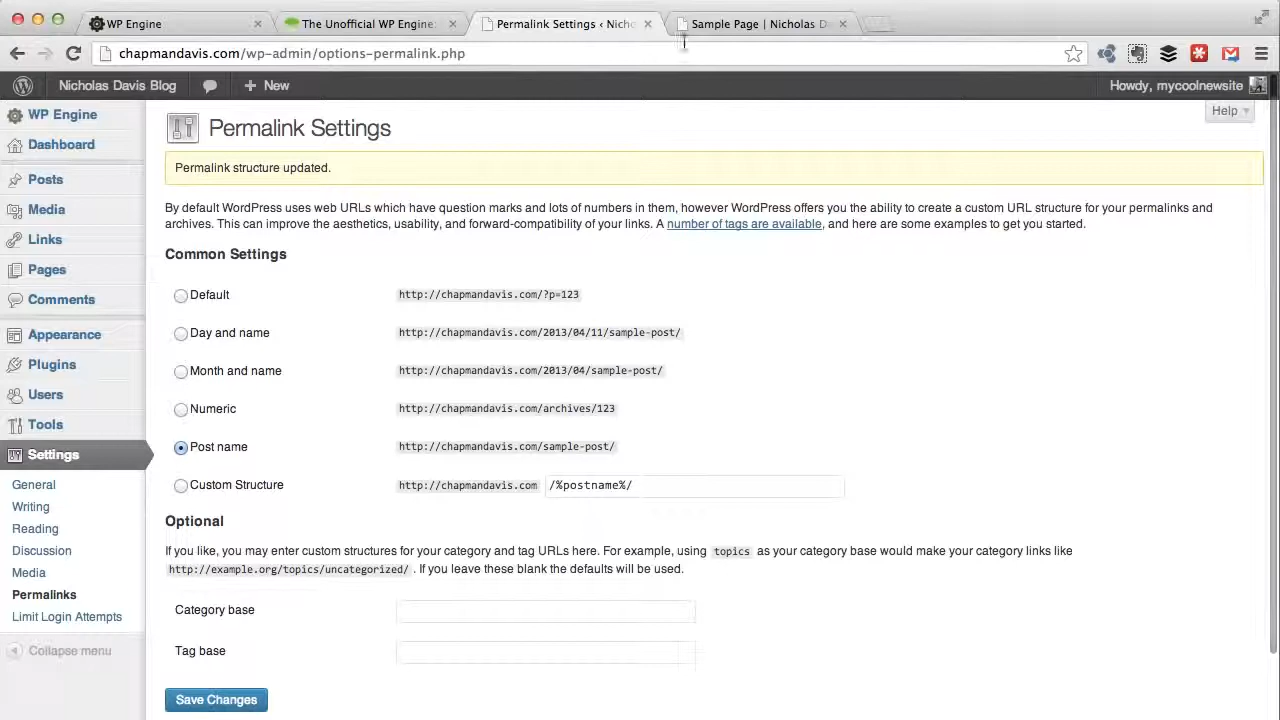 WP Engine
The Unofficial WP Engine
Permalink Settings ‹ Nicho
Sample Page | Nicholas D
chapmandavis.com/wp-admin/options-permalink.php
Nicholas Davis Blog
New
Howdy, mycoolnewsite
WP Engine
Dashboard
Posts
Media
Links
Pages
Comments
Appearance
Plugins
Users
Tools
Settings
General
Writing
Reading
Discussion
Media
Permalinks
Limit Login Attempts
Collapse menu
Help
Permalink Settings
Permalink structure updated.
By default WordPress uses web URLs which have question marks and lots of numbers in them, however WordPress offers you the ability to create a custom URL structure for your permalinks and
archives. This can improve the aesthetics, usability, and forward-compatibility of your links. A number of tags are available, and here are some examples to get you started.
Common Settings
Default http://chapmandavis.com/?p=123
Day and name http://chapmandavis.com/2013/04/11/sample-post/
Month and name http://chapmandavis.com/2013/04/sample-post/
Numeric http://chapmandavis.com/archives/123
Post name http://chapmandavis.com/sample-post/
Custom Structure http://chapmandavis.com /%postname%/
Optional
If you like, you may enter custom structures for your category and tag URLs here. For example, using topics as your category base would make your category links like
http://example.org/topics/uncategorized/ . If you leave these blank the defaults will be used.
Category base
Tag base
Save Changes